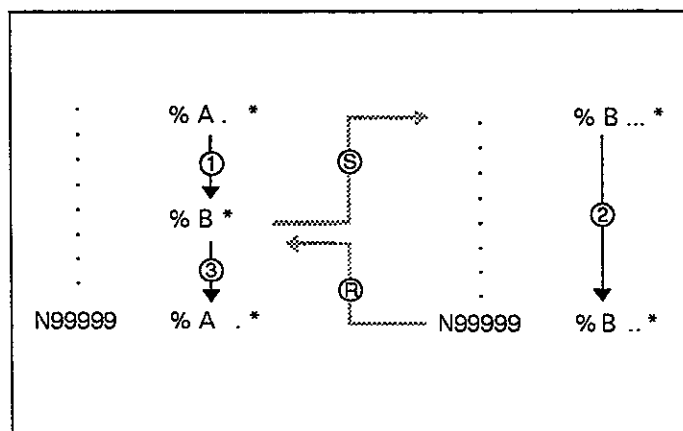 % A . * % B ... *
① Ⓢ
% B * ②
③ Ⓡ
N99999 % A . * N99999 % B .. *